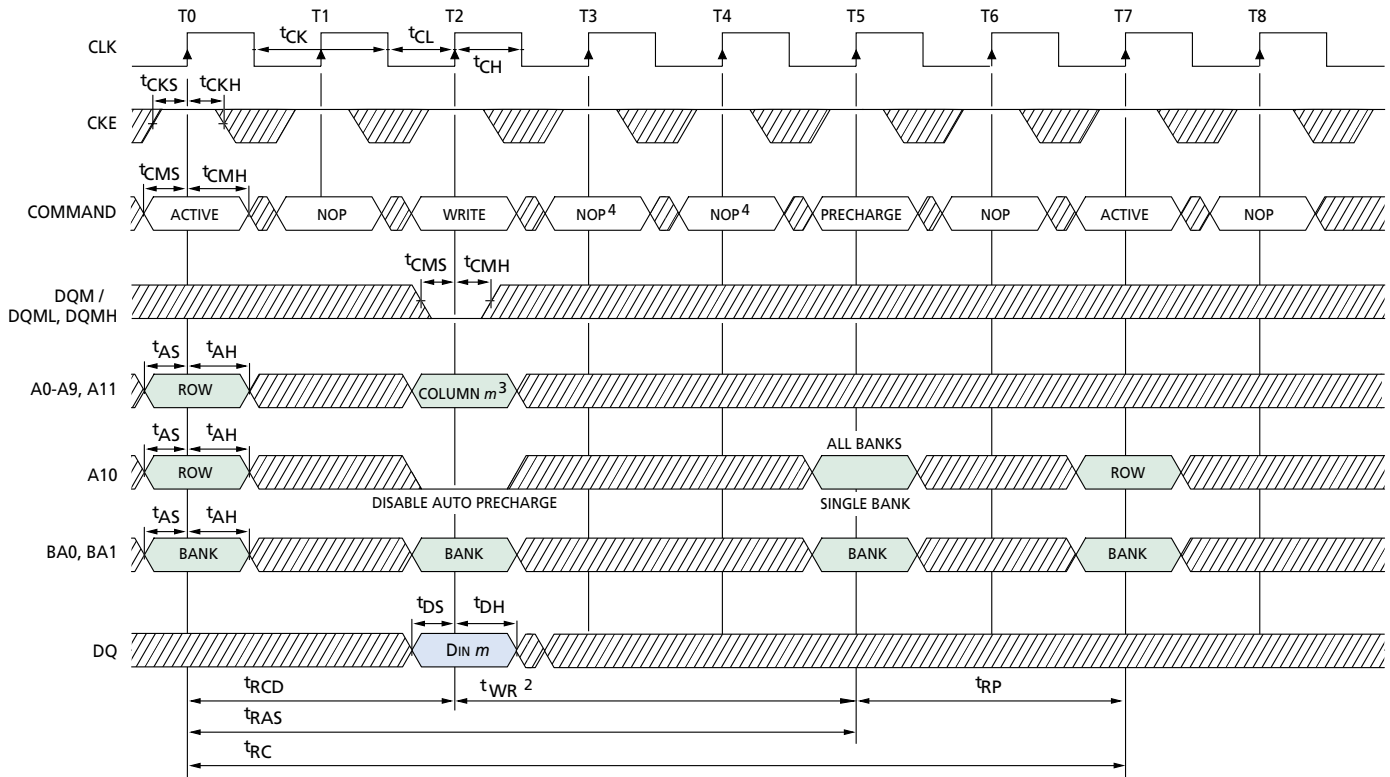 T0 T1 T2 T3 T4 T5 T6 T7 T8
CLK
tCK tCL
tCH
tCKS tCKH
CKE
tCMS tCMH
COMMAND ACTIVE NOP WRITE NOP4 NOP4 PRECHARGE NOP ACTIVE NOP
tCMS tCMH
DQM /
DQML, DQMH
tAS tAH
A0-A9, A11 ROW COLUMN m3
tAS tAH
ALL BANKS
A10 ROW ROW
DISABLE AUTO PRECHARGE SINGLE BANK
tAS tAH
BA0, BA1 BANK BANK BANK BANK
tDS tDH
DQ DIN m
tRCD tWR 2 tRP
tRAS
tRC